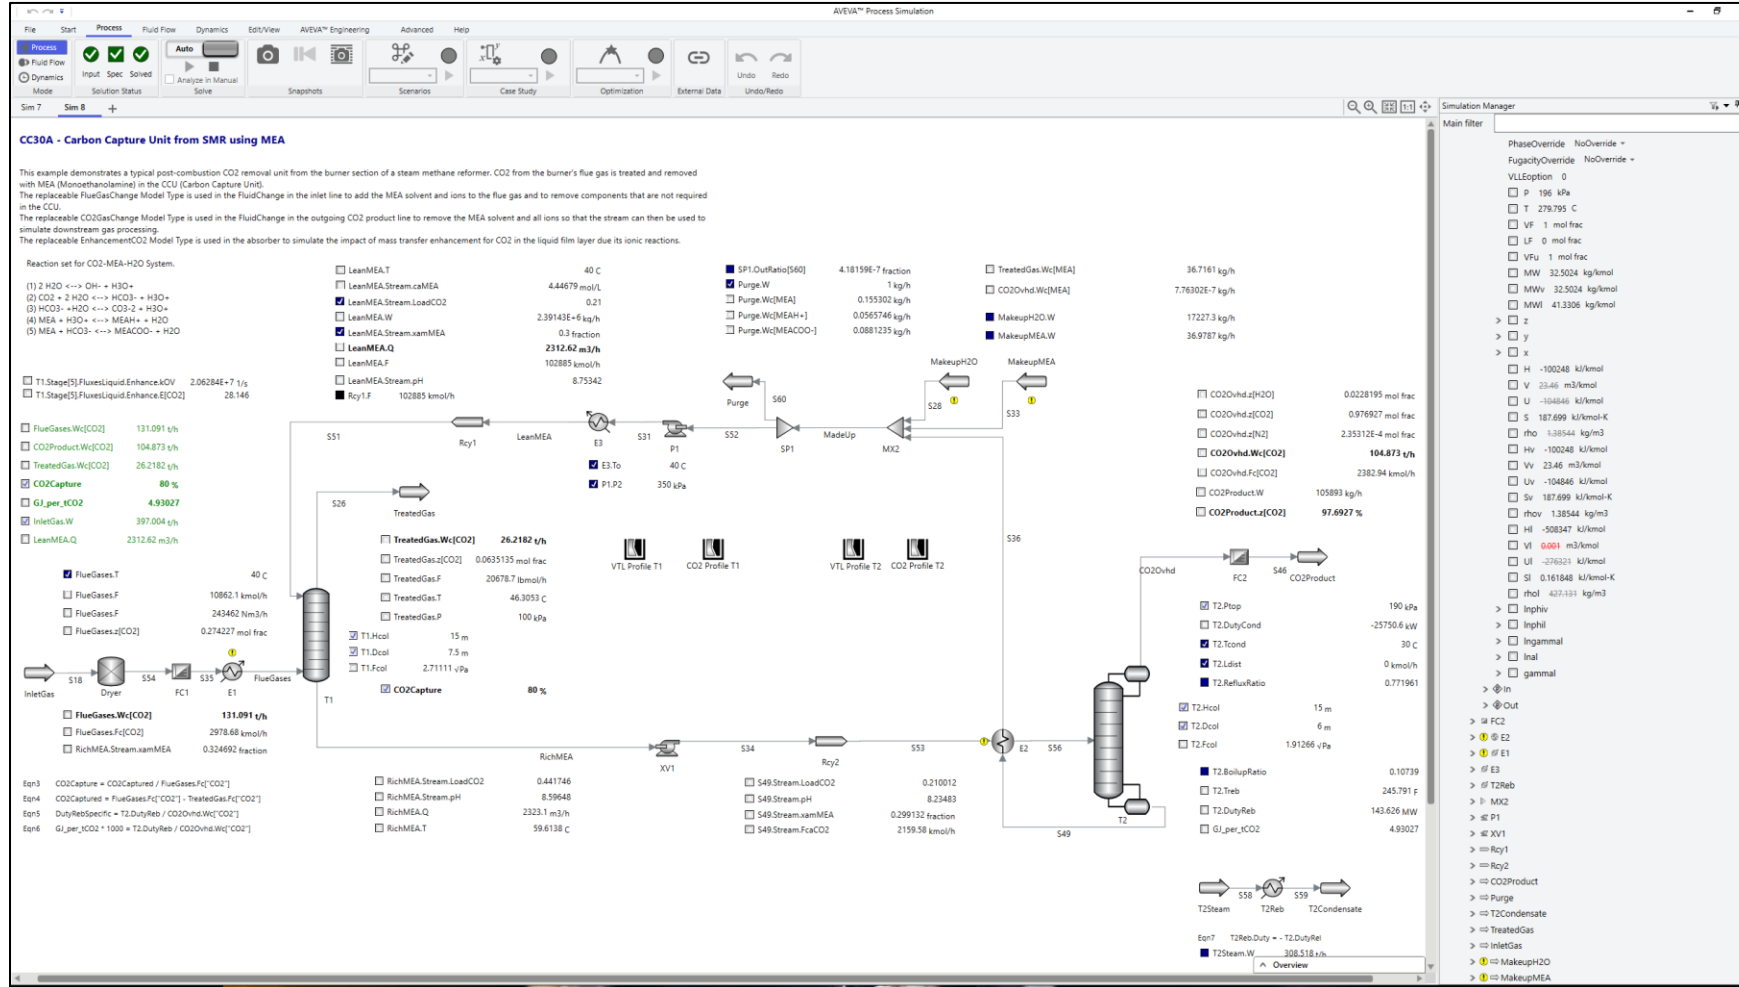 AVEVA™ Process Simulation
File Start Process Fluid Flow Dynamics Edit/View AVEVA™ Engineering Advanced Help
Process
Fluid Flow
Dynamics
Mode
Input Spec Solved
Solution Status
Auto
Analyze in Manual
Solve
Snapshots
Scenarios
Case Study
Optimization
External Data
Undo Redo
Undo/Redo
Sim 7 Sim 8 +
1:1
CC30A - Carbon Capture Unit from SMR using MEA
This example demonstrates a typical post-combustion CO2 removal unit from the burner section of a steam methane reformer. CO2 from the burner's flue gas is treated and removed
with MEA (Monoethanolamine) in the CCU (Carbon Capture Unit).
The replaceable FlueGasChange Model Type is used in the FluidChange in the inlet line to add the MEA solvent and ions to the flue gas and to remove components that are not required
in the CCU.
The replaceable CO2GasChange Model Type is used in the FluidChange in the outgoing CO2 product line to remove the MEA solvent and all ions so that the stream can then be used to
simulate downstream gas processing.
The replaceable EnhancementCO2 Model Type is used in the absorber to simulate the impact of mass transfer enhancement for CO2 in the liquid film layer due its ionic reactions.
Reaction set for CO2-MEA-H2O System.
(1) 2 H2O <--> OH- + H3O+
(2) CO2 + 2 H2O <--> HCO3- + H3O+
(3) HCO3- +H2O <--> CO3-2 + H3O+
(4) MEA + H3O+ <--> MEAH+ + H2O
(5) MEA + HCO3- <--> MEACOO- + H2O
LeanMEA.T 40 C
LeanMEA.Stream.caMEA 4.44679 mol/L
LeanMEA.Stream.LoadCO2 0.21
LeanMEA.W 2.39143E+6 kg/h
LeanMEA.Stream.xamMEA 0.3 fraction
LeanMEA.Q 2312.62 m3/h
LeanMEA.F 102885 kmol/h
LeanMEA.Stream.pH 8.75342
Rcy1.F 102885 kmol/h
SP1.OutRatio[S60] 4.18159E-7 fraction
Purge.W 1 kg/h
Purge.Wc[MEA] 0.155302 kg/h
Purge.Wc[MEAH+] 0.0565746 kg/h
Purge.Wc[MEACOO-] 0.0881235 kg/h
TreatedGas.Wc[MEA] 36.7161 kg/h
CO2Ovhd.Wc[MEA] 7.76302E-7 kg/h
MakeupH2O.W 17227.3 kg/h
MakeupMEA.W 36.9787 kg/h
T1.Stage[5].FluxesLiquid.Enhance.kOV 2.06284E+7 1/s
T1.Stage[5].FluxesLiquid.Enhance.E[CO2] 28.146
FlueGases.Wc[CO2] 131.091 t/h
CO2Product.Wc[CO2] 104.873 t/h
TreatedGas.Wc[CO2] 26.2182 t/h
CO2Capture 80 %
GJ_per_tCO2 4.93027
InletGas.W 397.004 t/h
LeanMEA.Q 2312.62 m3/h
S51 Rcy1 LeanMEA E3 S31 P1 S52 SP1 MadeUp MX2
Purge S60 MakeupH2O MakeupMEA S28 S33
E3.To 40 C
P1.P2 350 kPa
CO2Ovhd.z[H2O] 0.0228195 mol frac
CO2Ovhd.z[CO2] 0.976927 mol frac
CO2Ovhd.z[N2] 2.35312E-4 mol frac
CO2Ovhd.Wc[CO2] 104.873 t/h
CO2Ovhd.Fc[CO2] 2382.94 kmol/h
CO2Product.W 105893 kg/h
CO2Product.z[CO2] 97.6927 %
S26 TreatedGas
TreatedGas.Wc[CO2] 26.2182 t/h
TreatedGas.z[CO2] 0.0635135 mol frac
TreatedGas.F 20678.7 lbmol/h
TreatedGas.T 46.3053 C
TreatedGas.P 100 kPa
T1.Hcol 15 m
T1.Dcol 7.5 m
T1.Fcol 2.71111 √Pa
CO2Capture 80 %
VTL Profile T1 CO2 Profile T1 VTL Profile T2 CO2 Profile T2
S36
CO2Ovhd FC2 S46 CO2Product
FlueGases.T 40 C
FlueGases.F 10862.1 kmol/h
FlueGases.F 243462 Nm3/h
FlueGases.z[CO2] 0.274227 mol frac
InletGas S18 Dryer S54 FC1 S35 E1 FlueGases T1
FlueGases.Wc[CO2] 131.091 t/h
FlueGases.Fc[CO2] 2978.68 kmol/h
RichMEA.Stream.xamMEA 0.324692 fraction
T2.Ptop 190 kPa
T2.DutyCond -25750.6 kW
T2.Tcond 30 C
T2.Ldist 0 kmol/h
T2.RefluxRatio 0.771961
T2.Hcol 15 m
T2.Dcol 6 m
T2.Fcol 1.91266 √Pa
T2.BoilupRatio 0.10739
T2.Treb 245.791 F
T2.DutyReb 143.626 MW
GJ_per_tCO2 4.93027
RichMEA XV1 S34 Rcy2 S53 E2 S56 T2 S49
Eqn3 CO2Capture = CO2Captured / FlueGases.Fc["CO2"]
Eqn4 CO2Captured = FlueGases.Fc["CO2"] - TreatedGas.Fc["CO2"]
Eqn5 DutyRebSpecific = T2.DutyReb / CO2Ovhd.Wc["CO2"]
Eqn6 GJ_per_tCO2 * 1000 = T2.DutyReb / CO2Ovhd.Wc["CO2"]
RichMEA.Stream.LoadCO2 0.441746
RichMEA.Stream.pH 8.59648
RichMEA.Q 2323.1 m3/h
RichMEA.T 59.6138 C
S49.Stream.LoadCO2 0.210012
S49.Stream.pH 8.23483
S49.Stream.xamMEA 0.299132 fraction
S49.Stream.FcaCO2 2159.58 kmol/h
T2Steam S58 T2Reb S59 T2Condensate
Eqn7 T2Reb.Duty = - T2.DutyRel
T2Steam.W 308.518 t/h
Overview
Simulation Manager
Main filter
PhaseOverride NoOverride
FugacityOverride NoOverride
VLLEoption 0
P 196 kPa
T 279.795 C
VF 1 mol frac
LF 0 mol frac
VFu 1 mol frac
MW 32.5024 kg/kmol
MWv 32.5024 kg/kmol
MWl 41.3306 kg/kmol
z
y
x
H -100248 kJ/kmol
V 23.46 m3/kmol
U -104846 kJ/kmol
S 187.699 kJ/kmol-K
rho 1.38544 kg/m3
Hv -100248 kJ/kmol
Vv 23.46 m3/kmol
Uv -104846 kJ/kmol
Sv 187.699 kJ/kmol-K
rhov 1.38544 kg/m3
Hl -508347 kJ/kmol
Vl 0.001 m3/kmol
Ul -276321 kJ/kmol
Sl 0.161848 kJ/kmol-K
rhol 427.131 kg/m3
lnphiv
lnphil
lngammal
lnal
gammal
In
Out
FC2
E2
E1
E3
T2Reb
MX2
P1
XV1
Rcy1
Rcy2
CO2Product
Purge
T2Condensate
TreatedGas
InletGas
MakeupH2O
MakeupMEA